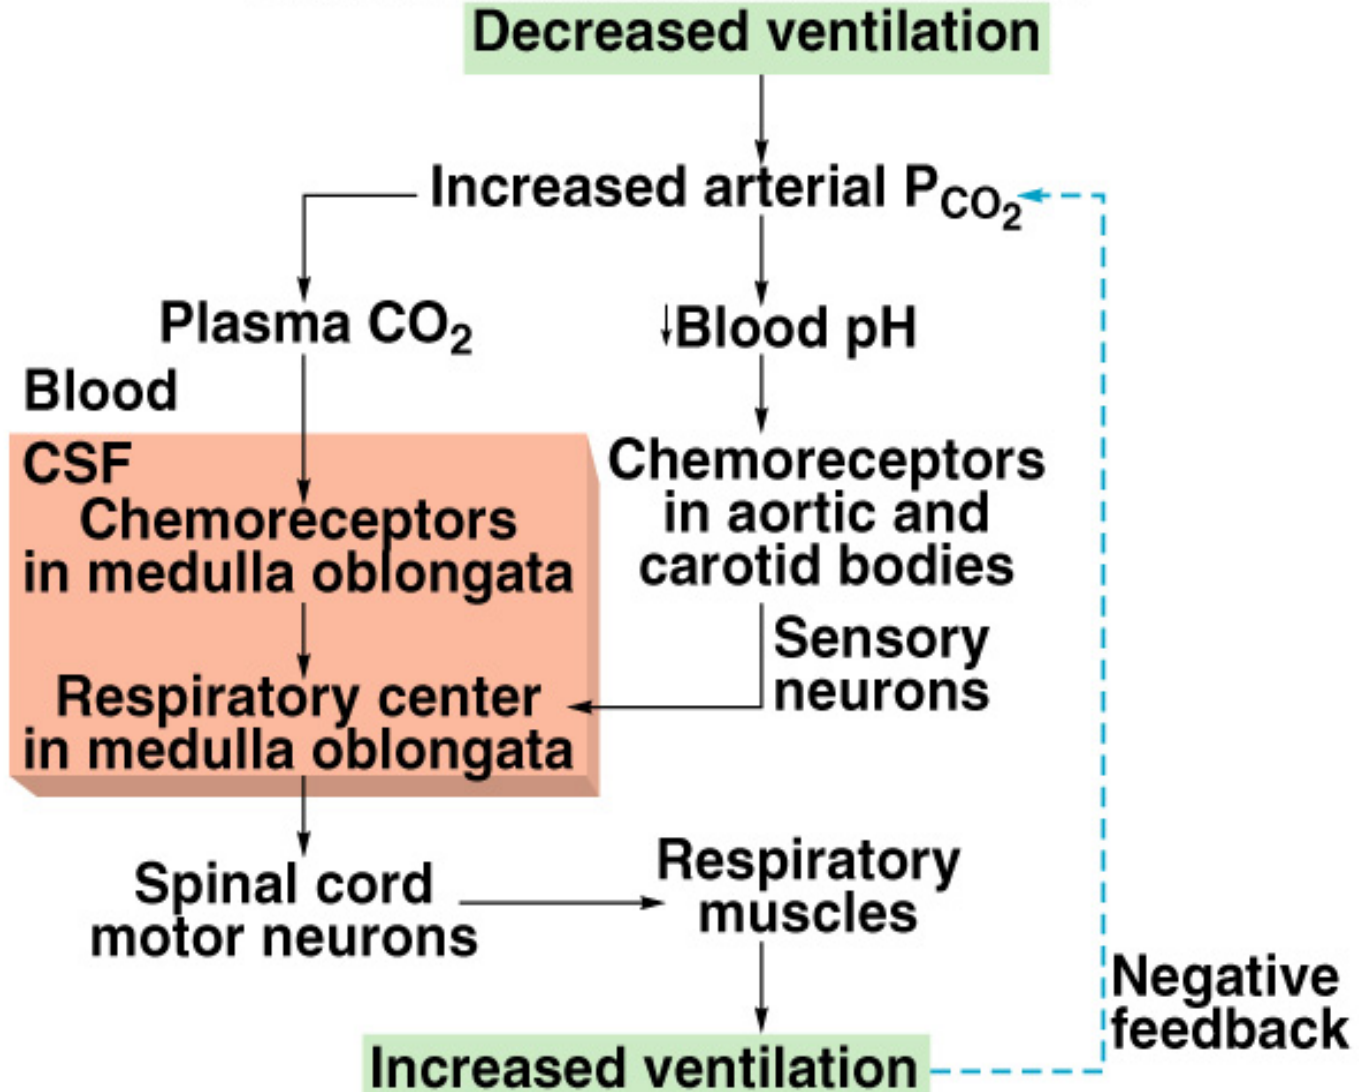 Decreased ventilation
Increased arterial PCO2
Plasma CO2
↓Blood pH
Blood
CSF
Chemoreceptors
in medulla oblongata
Chemoreceptors
in aortic and
carotid bodies
Sensory
neurons
Respiratory center
in medulla oblongata
Spinal cord
motor neurons
Respiratory
muscles
Negative
feedback
Increased ventilation